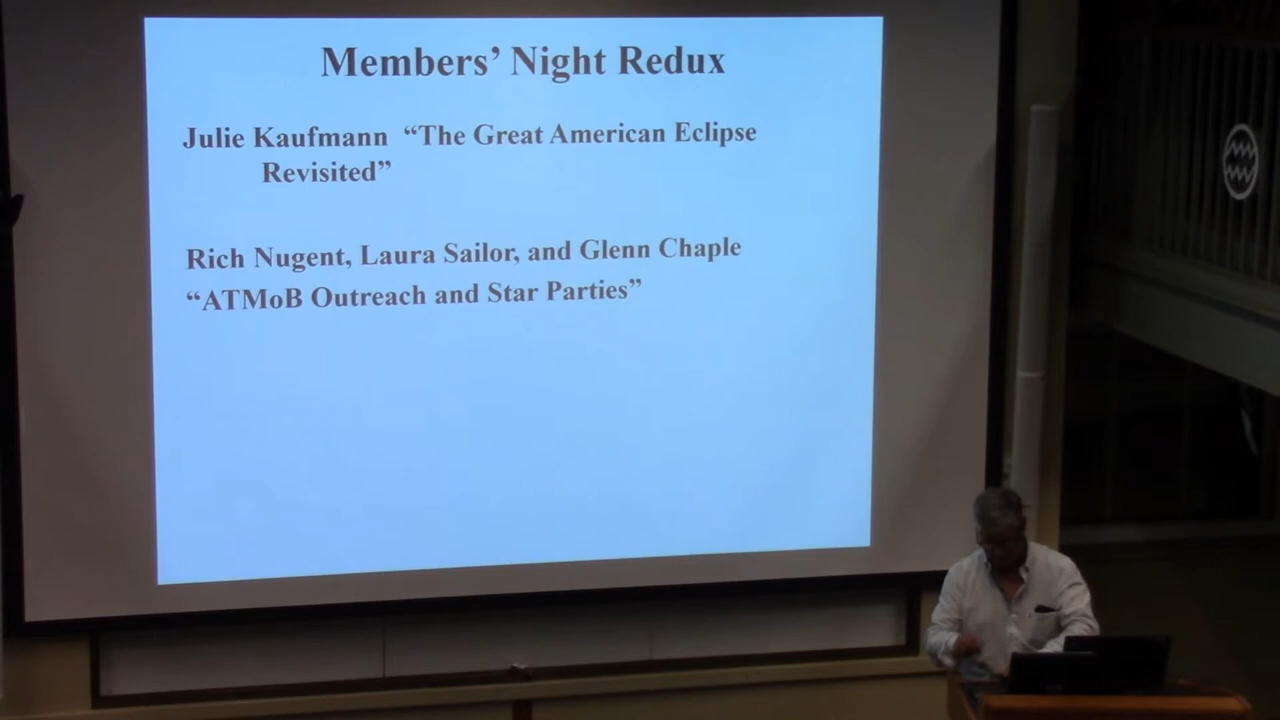 Members’ Night Redux
Julie Kaufmann “The Great American Eclipse
Revisited”
Rich Nugent, Laura Sailor, and Glenn Chaple
“ATMoB Outreach and Star Parties”